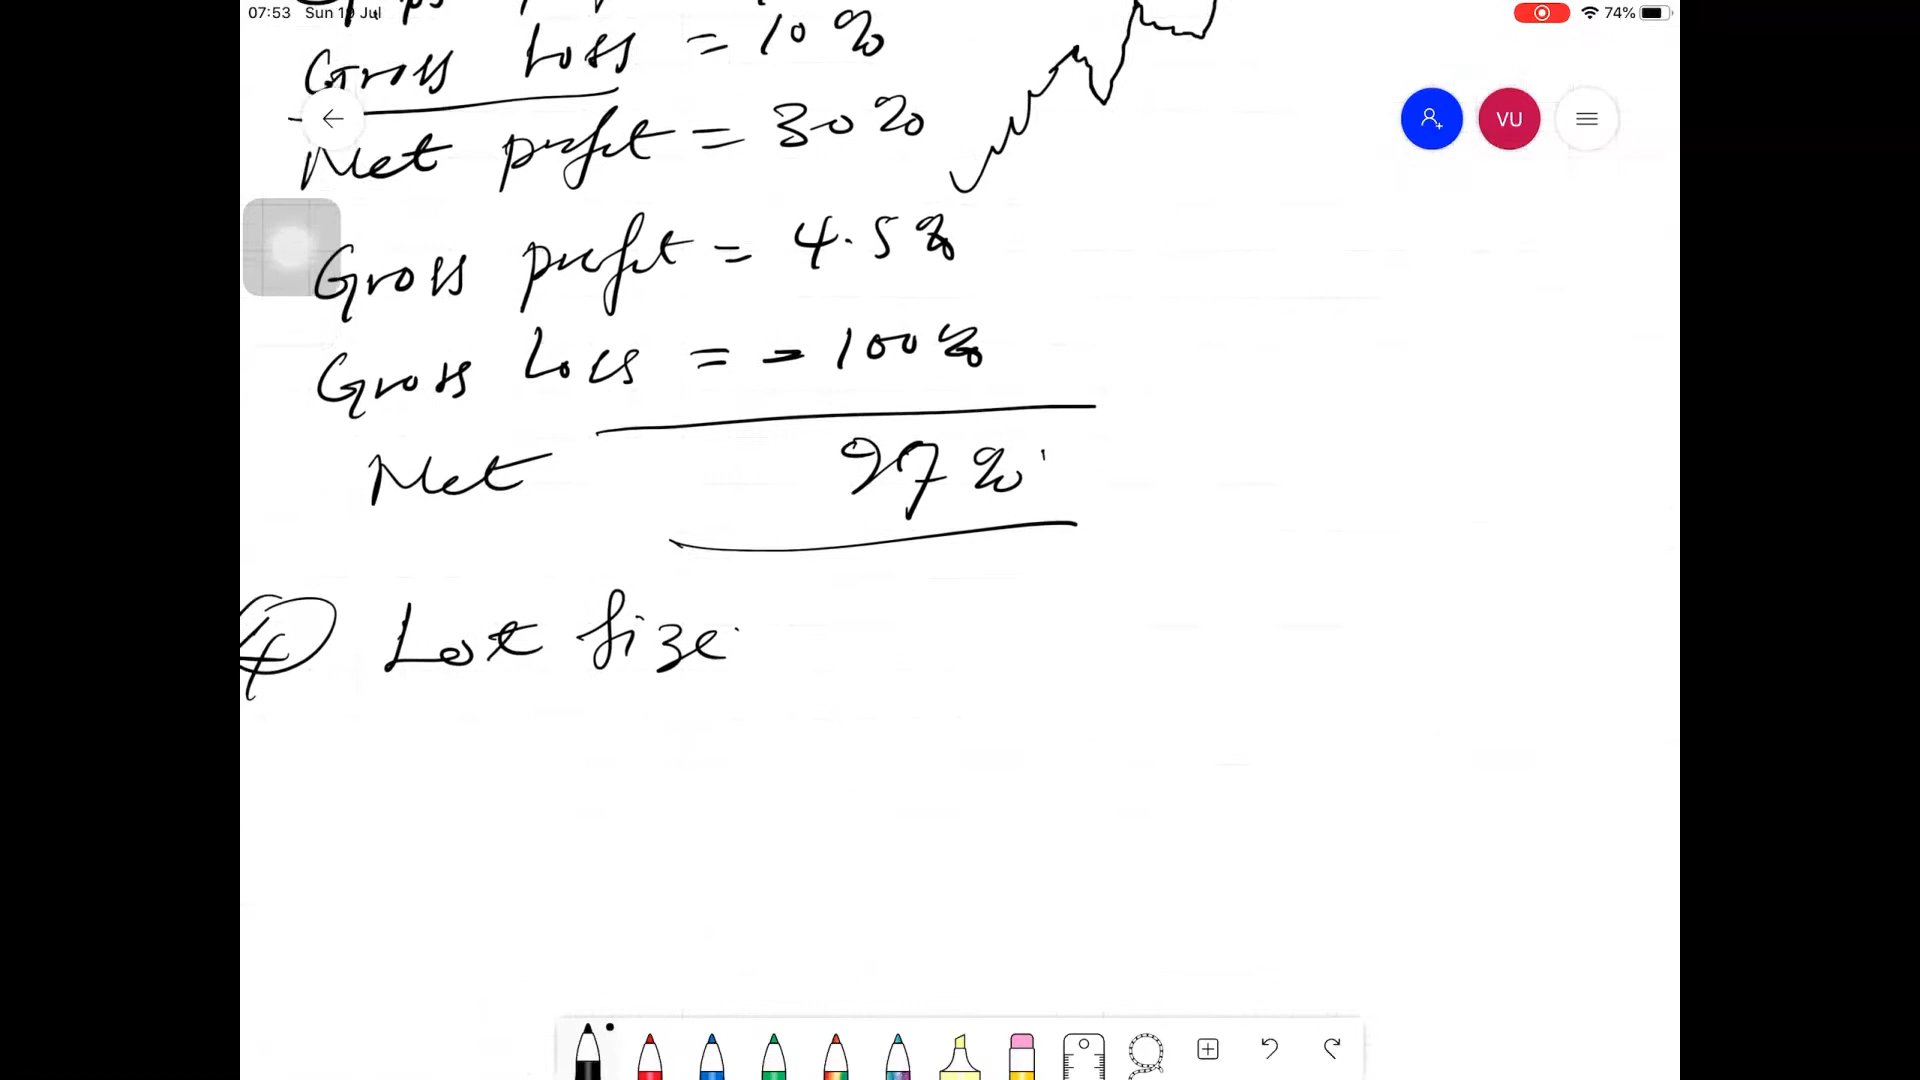 07:53 Sun 19 Jul 74%
Gross Loss = 10%
Net profit = 30%
VU
Gross profit = 4.5%
Gross Loss = - 100%
Net 97%
4 Lot Size